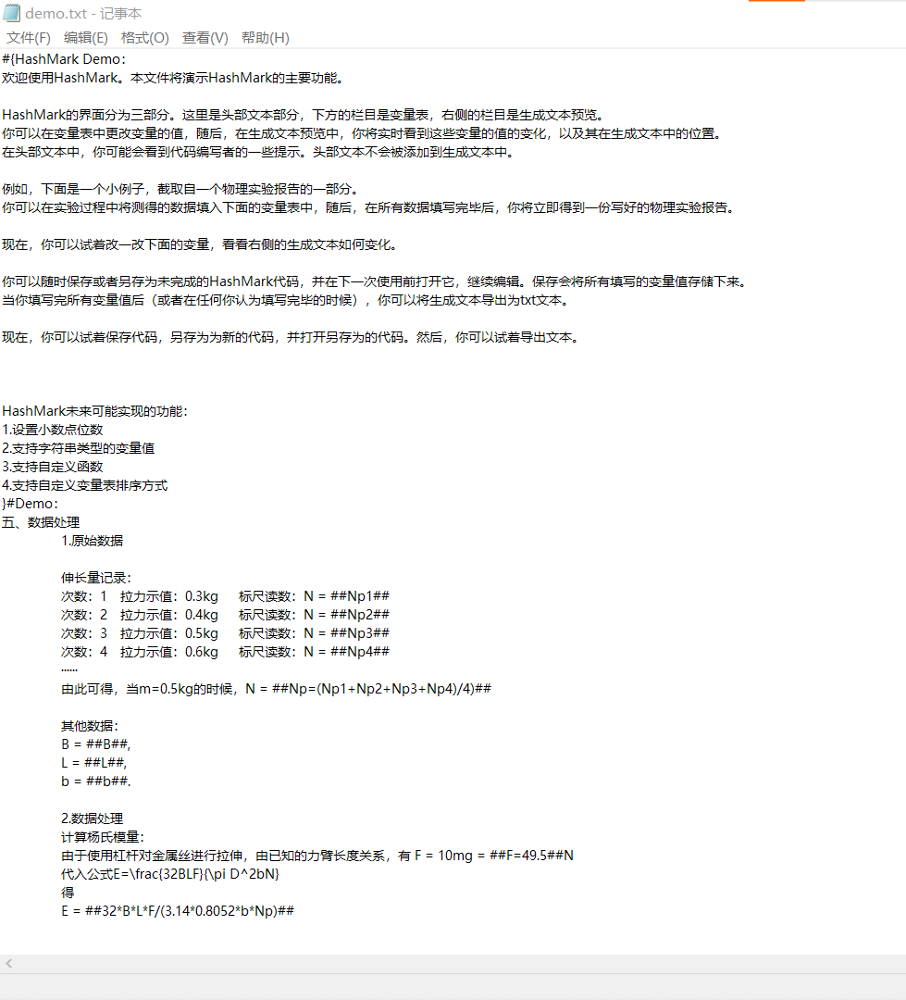 demo.txt - 记事本
文件(F) 编辑(E) 格式(O) 查看(V) 帮助(H)
#{HashMark Demo：
欢迎使用HashMark。本文件将演示HashMark的主要功能。
HashMark的界面分为三部分。这里是头部文本部分，下方的栏目是变量表，右侧的栏目是生成文本预览。
你可以在变量表中更改变量的值，随后，在生成文本预览中，你将实时看到这些变量的值的变化，以及其在生成文本中的位置。
在头部文本中，你可能会看到代码编写者的一些提示。头部文本不会被添加到生成文本中。
例如，下面是一个小例子，截取自一个物理实验报告的一部分。
你可以在实验过程中将测得的数据填入下面的变量表中，随后，在所有数据填写完毕后，你将立即得到一份写好的物理实验报告。
现在，你可以试着改一改下面的变量，看看右侧的生成文本如何变化。
你可以随时保存或者另存为未完成的HashMark代码，并在下一次使用前打开它，继续编辑。保存会将所有填写的变量值存储下来。
当你填写完所有变量值后（或者在任何你认为填写完毕的时候），你可以将生成文本导出为txt文本。
现在，你可以试着保存代码，另存为为新的代码，并打开另存为的代码。然后，你可以试着导出文本。
HashMark未来可能实现的功能：
1.设置小数点位数
2.支持字符串类型的变量值
3.支持自定义函数
4.支持自定义变量表排序方式
}#Demo：
五、数据处理
1.原始数据
伸长量记录：
次数：1 拉力示值：0.3kg 标尺读数：N = ##Np1##
次数：2 拉力示值：0.4kg 标尺读数：N = ##Np2##
次数：3 拉力示值：0.5kg 标尺读数：N = ##Np3##
次数：4 拉力示值：0.6kg 标尺读数：N = ##Np4##
......
由此可得，当m=0.5kg的时候，N = ##Np=(Np1+Np2+Np3+Np4)/4)##
其他数据：
B = ##B##,
L = ##L##,
b = ##b##.
2.数据处理
计算杨氏模量：
由于使用杠杆对金属丝进行拉伸，由已知的力臂长度关系，有 F = 10mg = ##F=49.5##N
代入公式E=\frac{32BLF}{\pi D^2bN}
得
E = ##32*B*L*F/(3.14*0.8052*b*Np)##